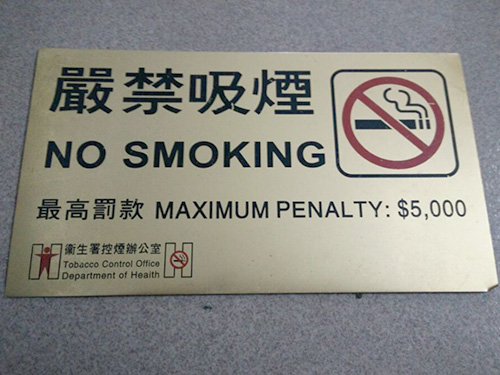 嚴禁吸煙
NO SMOKING
最高罰款 MAXIMUM PENALTY: $5,000
衞生署控煙辦公室
Tobacco Control Office
Department of Health